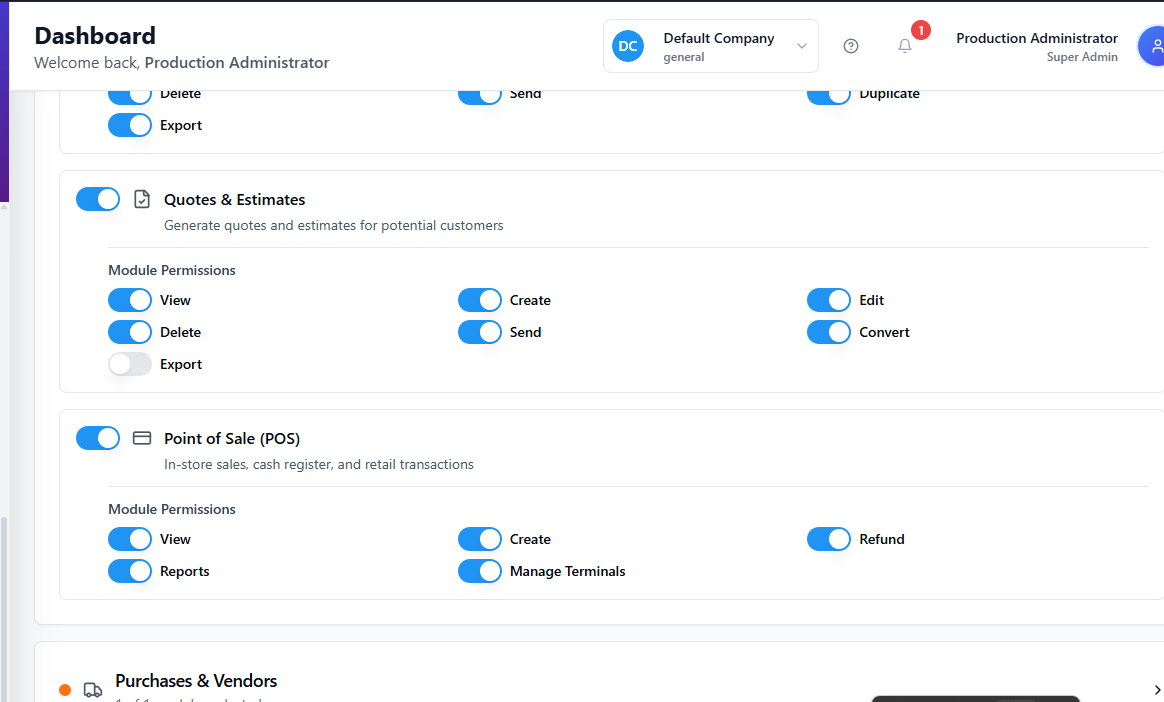 Dashboard
Welcome back, Production Administrator
DC
Default Company
general
1
Production Administrator
Super Admin
Delete
Send
Duplicate
Export
Quotes & Estimates
Generate quotes and estimates for potential customers
Module Permissions
View
Create
Edit
Delete
Send
Convert
Export
Point of Sale (POS)
In-store sales, cash register, and retail transactions
Module Permissions
View
Create
Refund
Reports
Manage Terminals
Purchases & Vendors